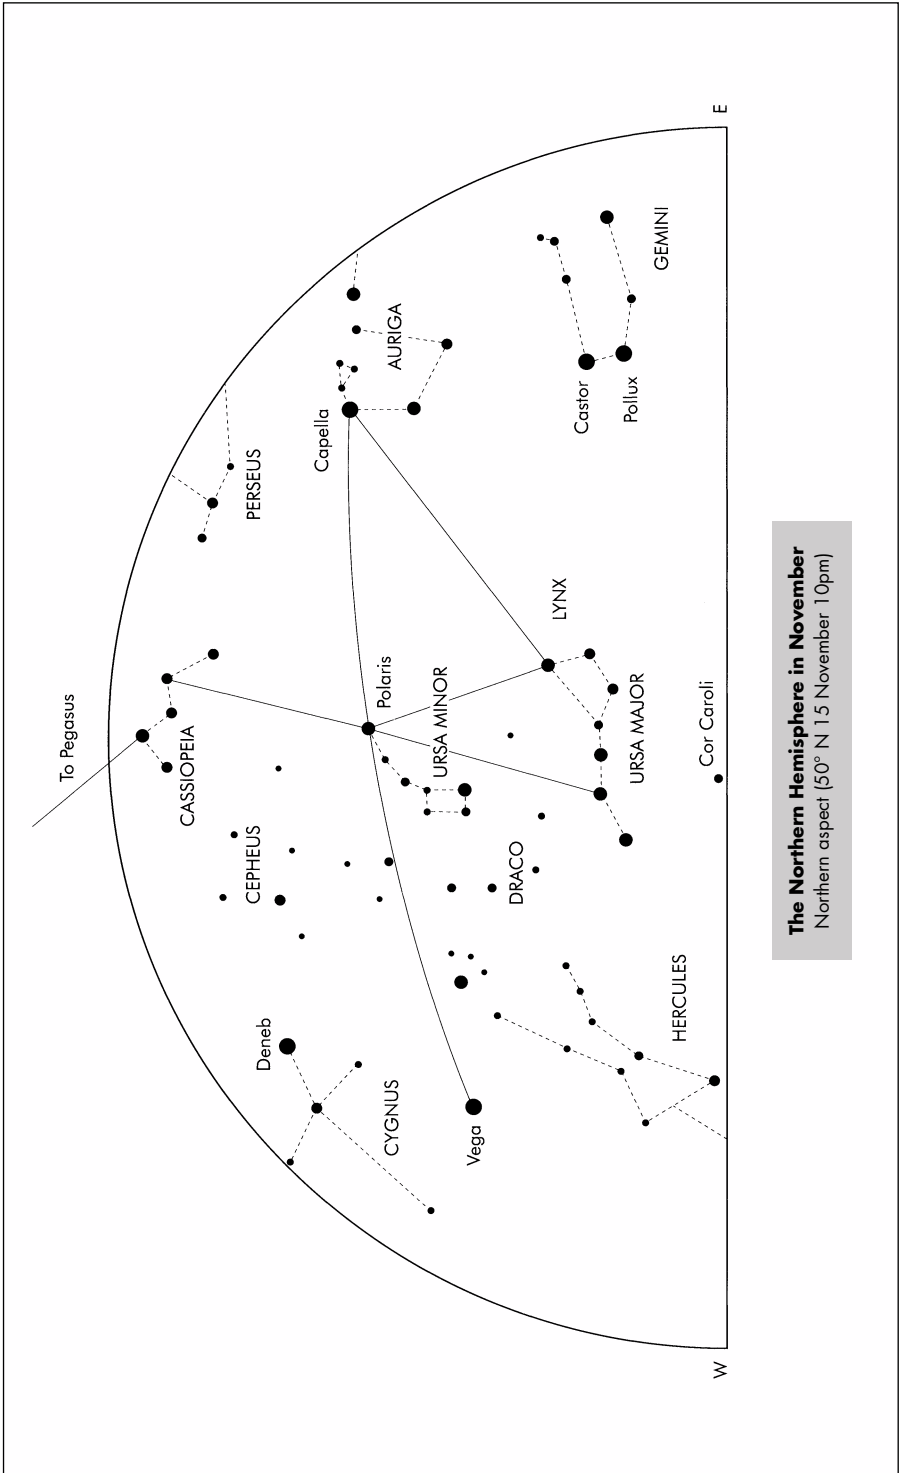 To Pegasus
CASSIOPEIA
PERSEUS
CEPHEUS
Deneb
CYGNUS
Capella
AURIGA
Polaris
URSA MINOR
DRACO
Vega
LYNX
URSA MAJOR
Castor
Pollux
GEMINI
HERCULES
Cor Caroli
W
E
The Northern Hemisphere in November
Northern aspect (50° N 15 November 10pm)